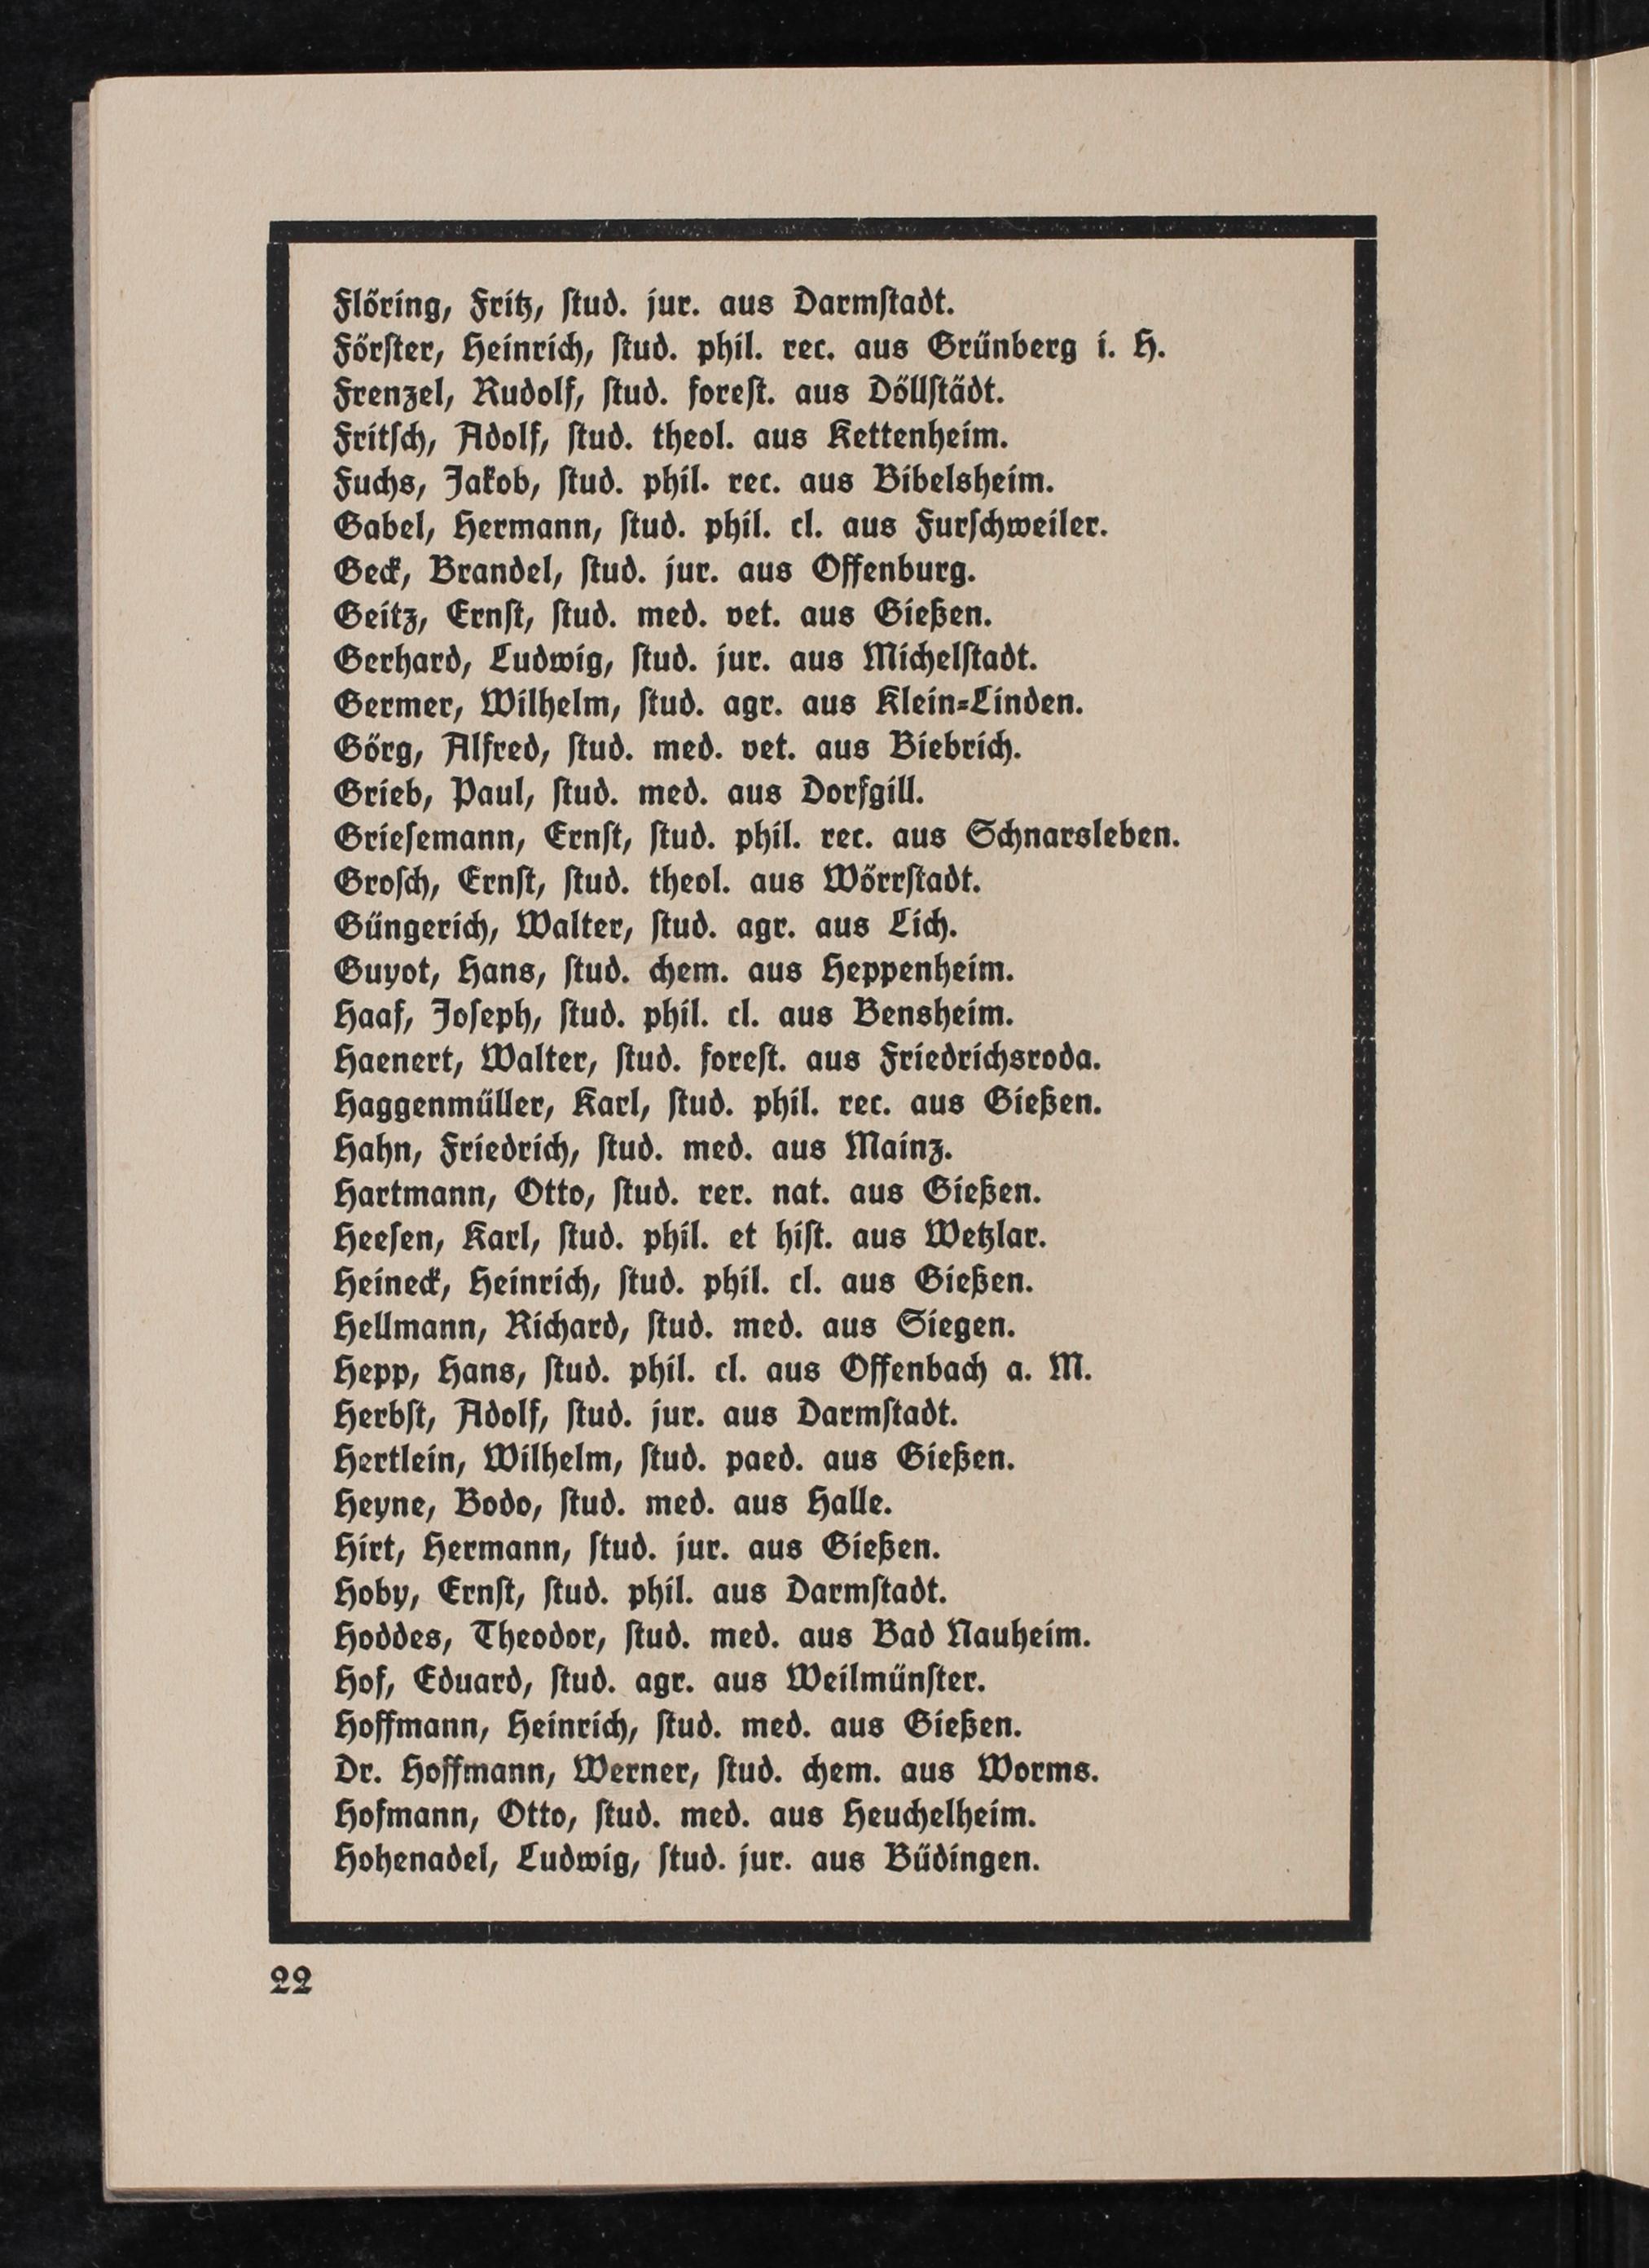 Flöring, Fritz, ſtud. jur. aus Darmſtadt.
Förſter, Heinrich, ſtud. phil. rec. aus Grünberg i. H.
Frenzel, Rudolf, ſtud. foreſt. aus Döllſtädt.
Fritſch, Adolf, ſtud. theol. aus Kettenheim.
Fuchs, Jakob, ſtud. phil. rec. aus Bibelsheim.
Gabel, Hermann, ſtud. phil. cl. aus Furſchweiler.
Geck, Brandel, ſtud. jur. aus Offenburg.
Geitz, Ernſt, ſtud. med. vet. aus Gießen.
Gerhard, Ludwig, ſtud. jur. aus Michelſtadt.
Germer, Wilhelm, ſtud. agr. aus Klein-Linden.
Görg, Alfred, ſtud. med. vet. aus Biebrich.
Grieb, Paul, ſtud. med. aus Dorfgill.
Grieſemann, Ernſt, ſtud. phil. rec. aus Schnarsleben.
Groſch, Ernſt, ſtud. theol. aus Wörrſtadt.
Güngerich, Walter, ſtud. agr. aus Lich.
Guyot, Hans, ſtud. chem. aus Heppenheim.
Haaf, Joſeph, ſtud. phil. cl. aus Bensheim.
Haenert, Walter, ſtud. foreſt. aus Friedrichsroda.
Haggenmüller, Karl, ſtud. phil. rec. aus Gießen.
Hahn, Friedrich, ſtud. med. aus Mainz.
Hartmann, Otto, ſtud. rer. nat. aus Gießen.
Heeſen, Karl, ſtud. phil. et hiſt. aus Wetzlar.
Heineck, Heinrich, ſtud. phil. cl. aus Gießen.
Hellmann, Richard, ſtud. med. aus Siegen.
Hepp, Hans, ſtud. phil. cl. aus Offenbach a. M.
Herbſt, Adolf, ſtud. jur. aus Darmſtadt.
Hertlein, Wilhelm, ſtud. paed. aus Gießen.
Heyne, Bodo, ſtud. med. aus Halle.
Hirt, Hermann, ſtud. jur. aus Gießen.
Hoby, Ernſt, ſtud. phil. aus Darmſtadt.
Hoddes, Theodor, ſtud. med. aus Bad Nauheim.
Hof, Eduard, ſtud. agr. aus Weilmünſter.
Hoffmann, Heinrich, ſtud. med. aus Gießen.
Dr. Hoffmann, Werner, ſtud. chem. aus Worms.
Hofmann, Otto, ſtud. med. aus Heuchelheim.
Hohenadel, Ludwig, ſtud. jur. aus Büdingen.
22